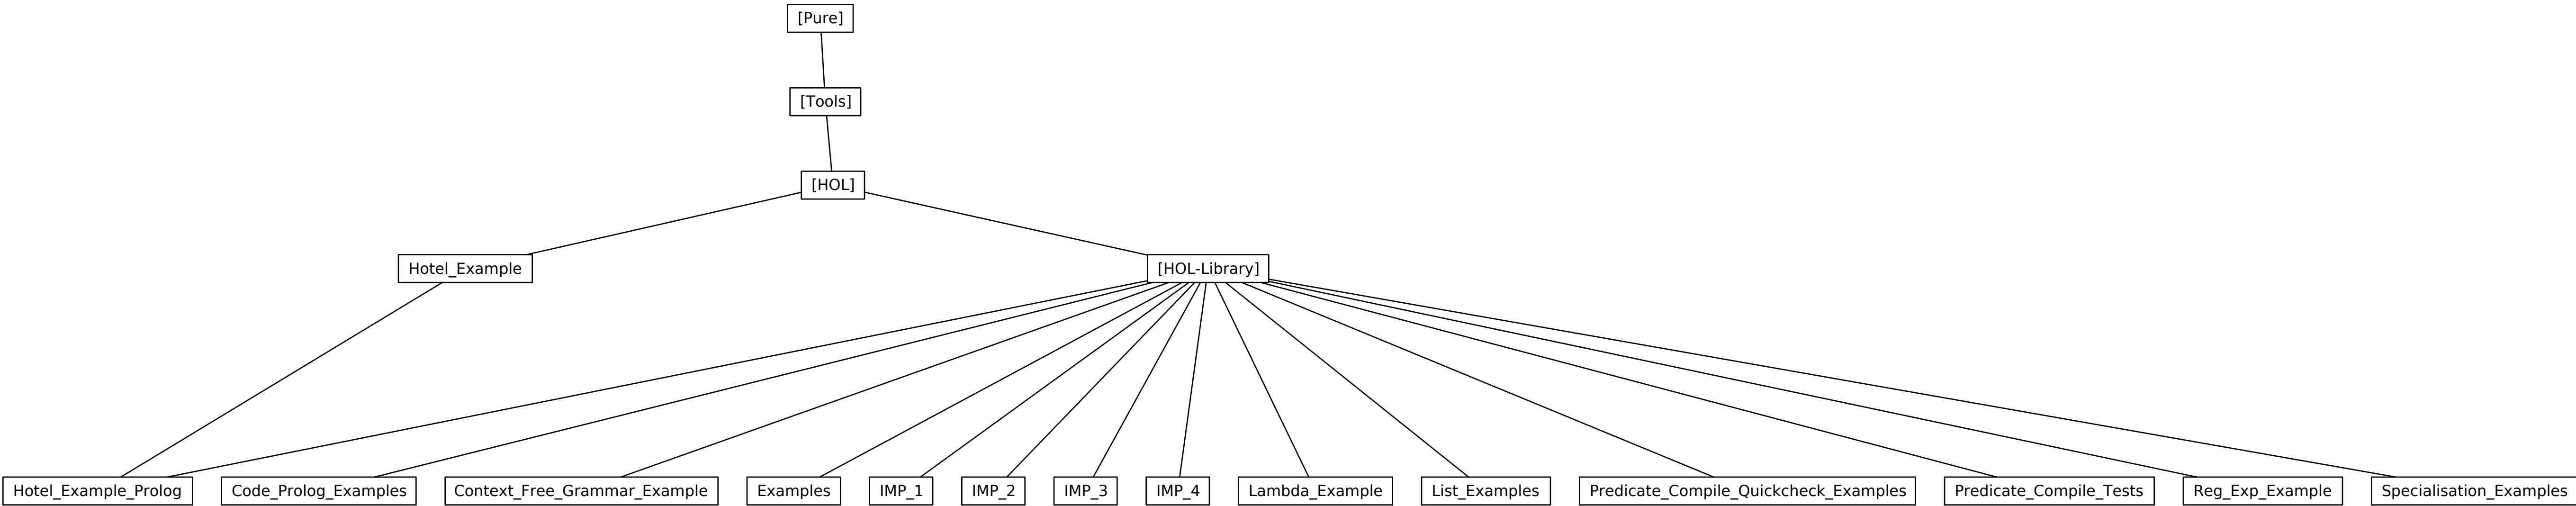 [Pure]
[Tools]
[HOL]
Hotel_Example
[HOL-Library]
Hotel_Example_Prolog
Code_Prolog_Examples
Context_Free_Grammar_Example
Examples
IMP_1
IMP_2
IMP_3
IMP_4
Lambda_Example
List_Examples
Predicate_Compile_Quickcheck_Examples
Predicate_Compile_Tests
Reg_Exp_Example
Specialisation_Examples